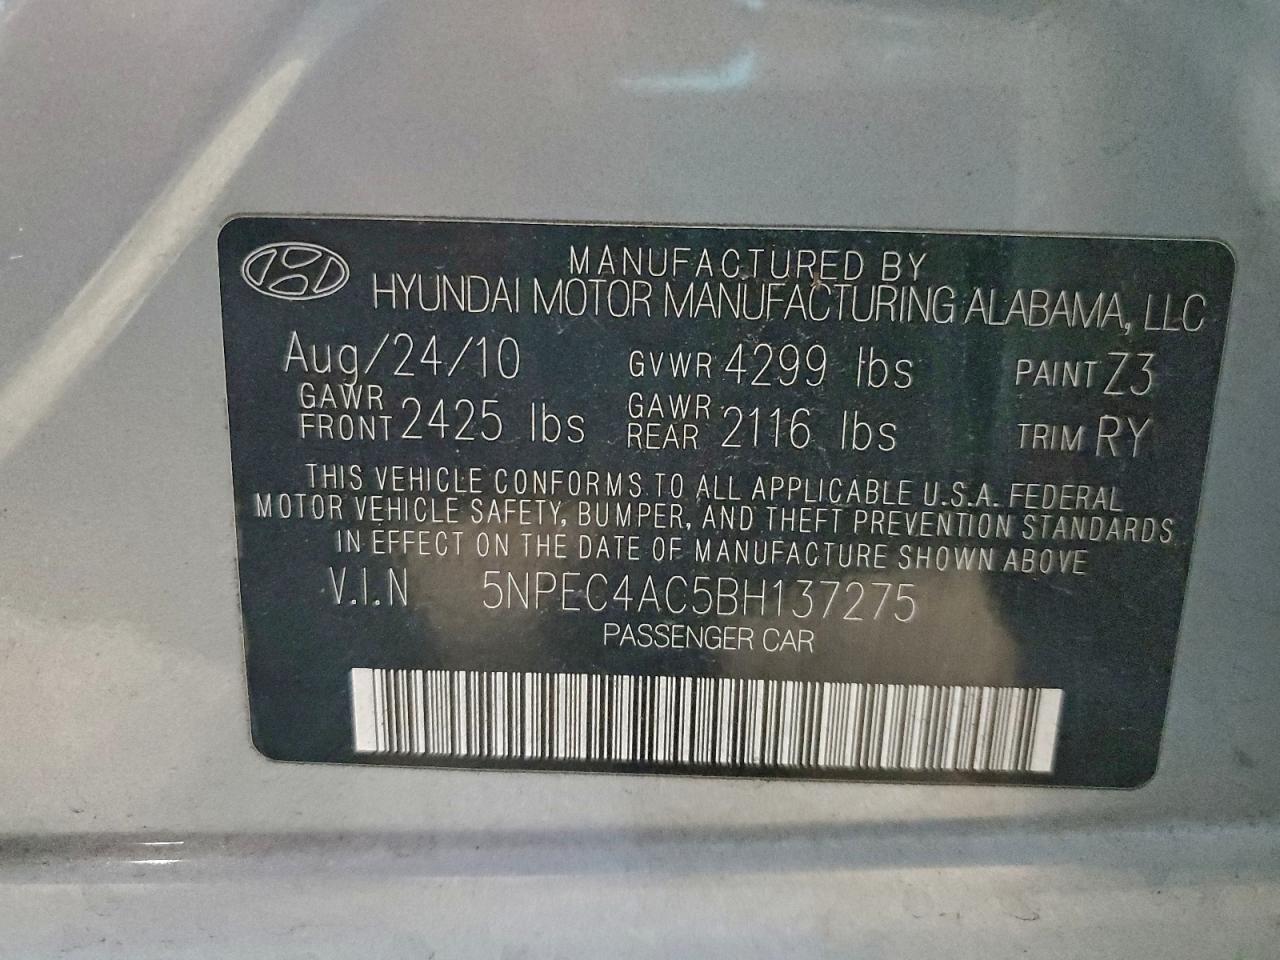 MANUFACTURED BY
HYUNDAI MOTOR MANUFACTURING ALABAMA, LLC
Aug/24/10 GVWR 4299 lbs PAINT Z3
GAWR FRONT 2425 lbs GAWR REAR 2116 lbs TRIM RY
THIS VEHICLE CONFORMS TO ALL APPLICABLE U.S.A. FEDERAL
MOTOR VEHICLE SAFETY, BUMPER, AND THEFT PREVENTION STANDARDS
IN EFFECT ON THE DATE OF MANUFACTURE SHOWN ABOVE
V.I.N 5NPEC4AC5BH137275
PASSENGER CAR